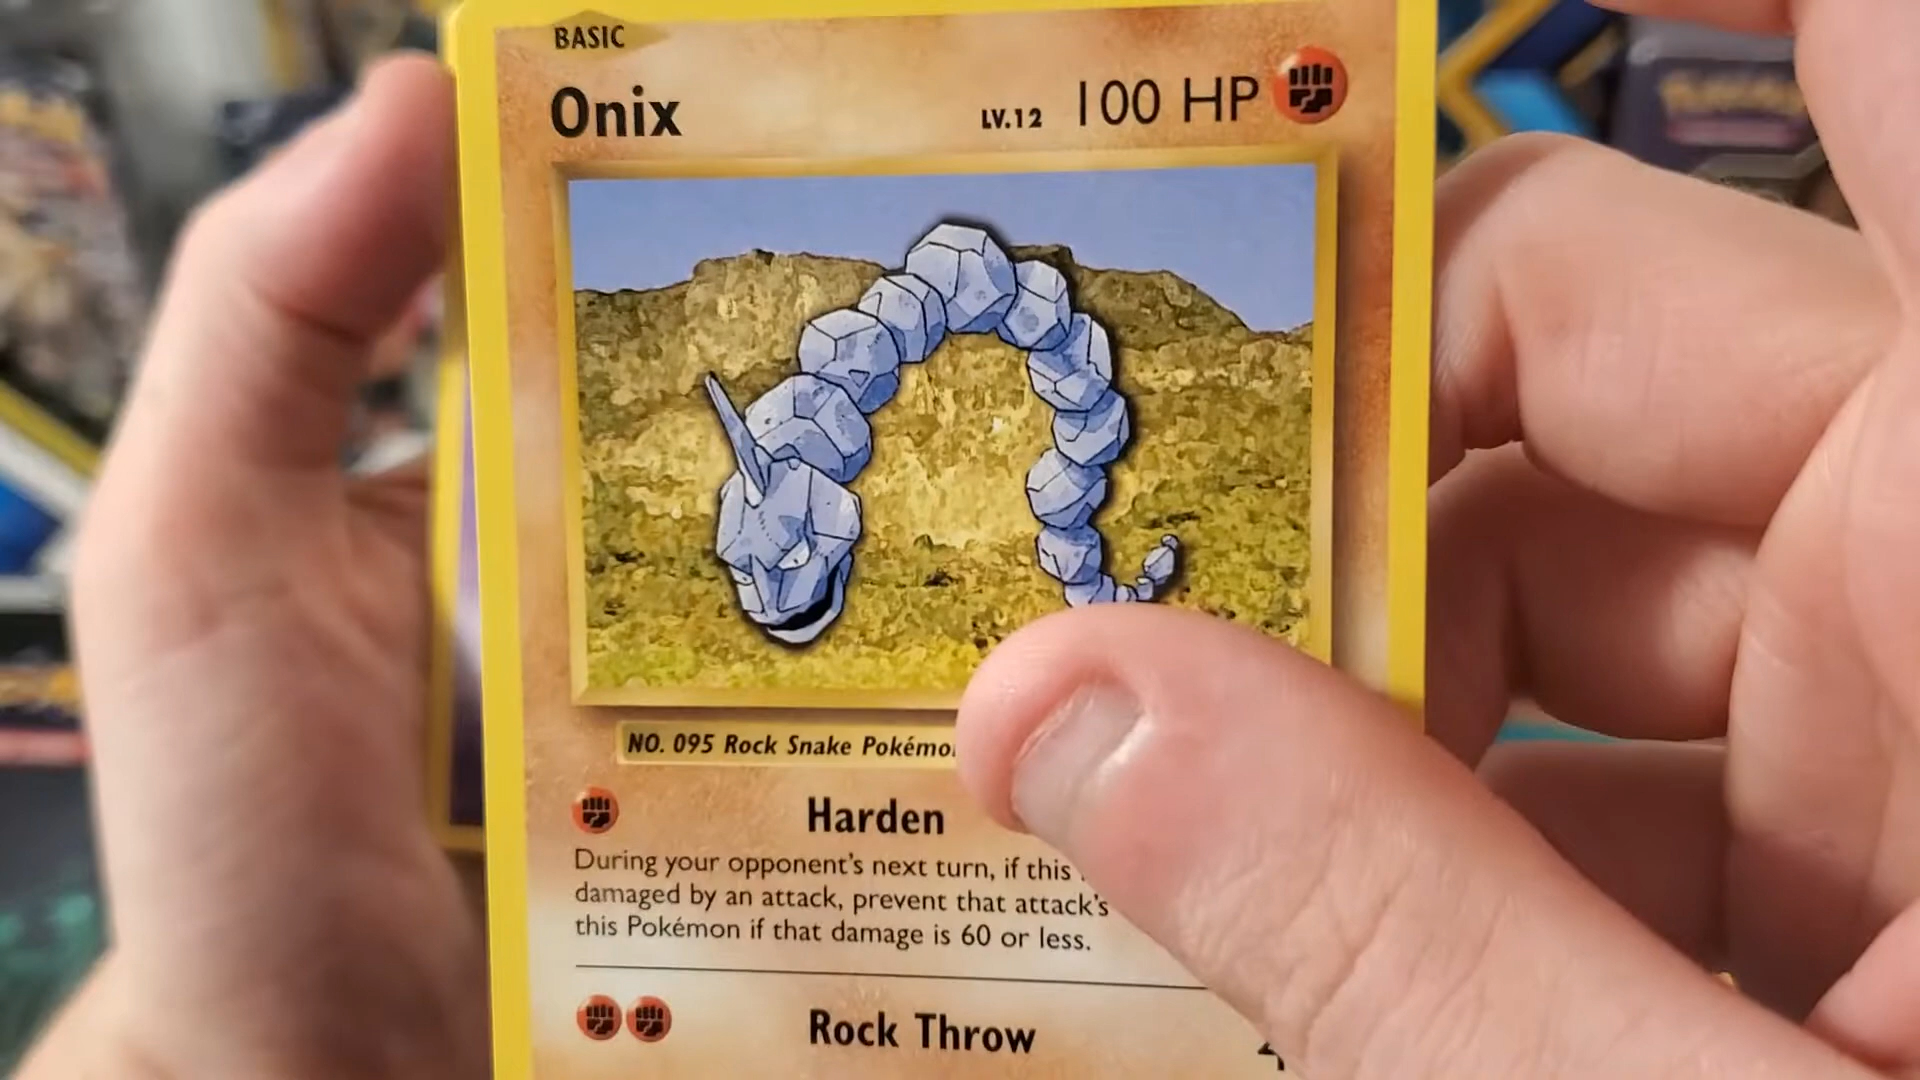 BASIC
Onix LV.12 100 HP
NO. 095 Rock Snake Pokémon
Harden
During your opponent's next turn, if this
damaged by an attack, prevent that attack's
this Pokémon if that damage is 60 or less.
Rock Throw